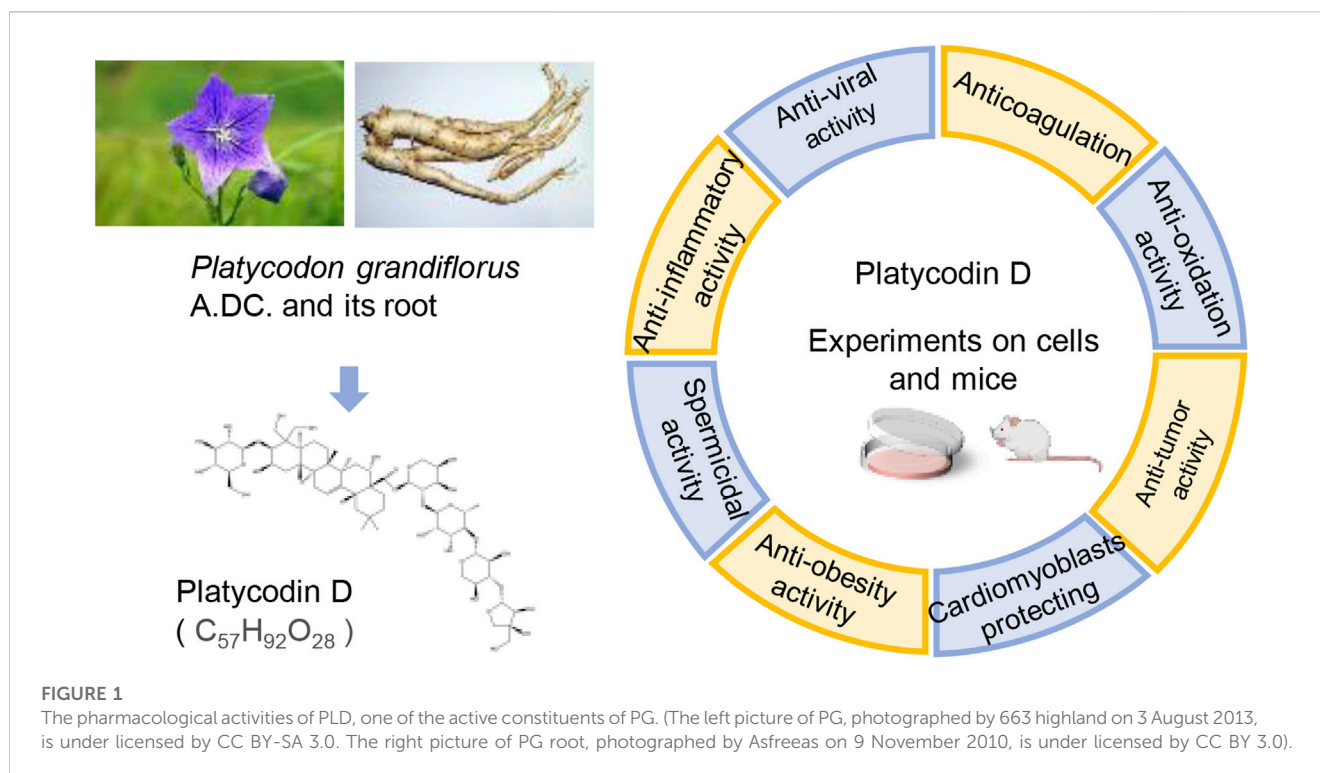 Platycodon grandiflorus
A.DC. and its root
Platycodin D
( C₅₇H₉₂O₂₈ )
Anti-viral
activity
Anticoagulation
Anti-oxidation
activity
Anti-tumor
activity
Cardiomyoblasts
protecting
Anti-obesity
activity
Spermicidal
activity
Anti-inflammatory
activity
Platycodin D
Experiments on cells
and mice
FIGURE 1
The pharmacological activities of PLD, one of the active constituents of PG. (The left picture of PG, photographed by 663 highland on 3 August 2013,
is under licensed by CC BY-SA 3.0. The right picture of PG root, photographed by Asfreeas on 9 November 2010, is under licensed by CC BY 3.0).